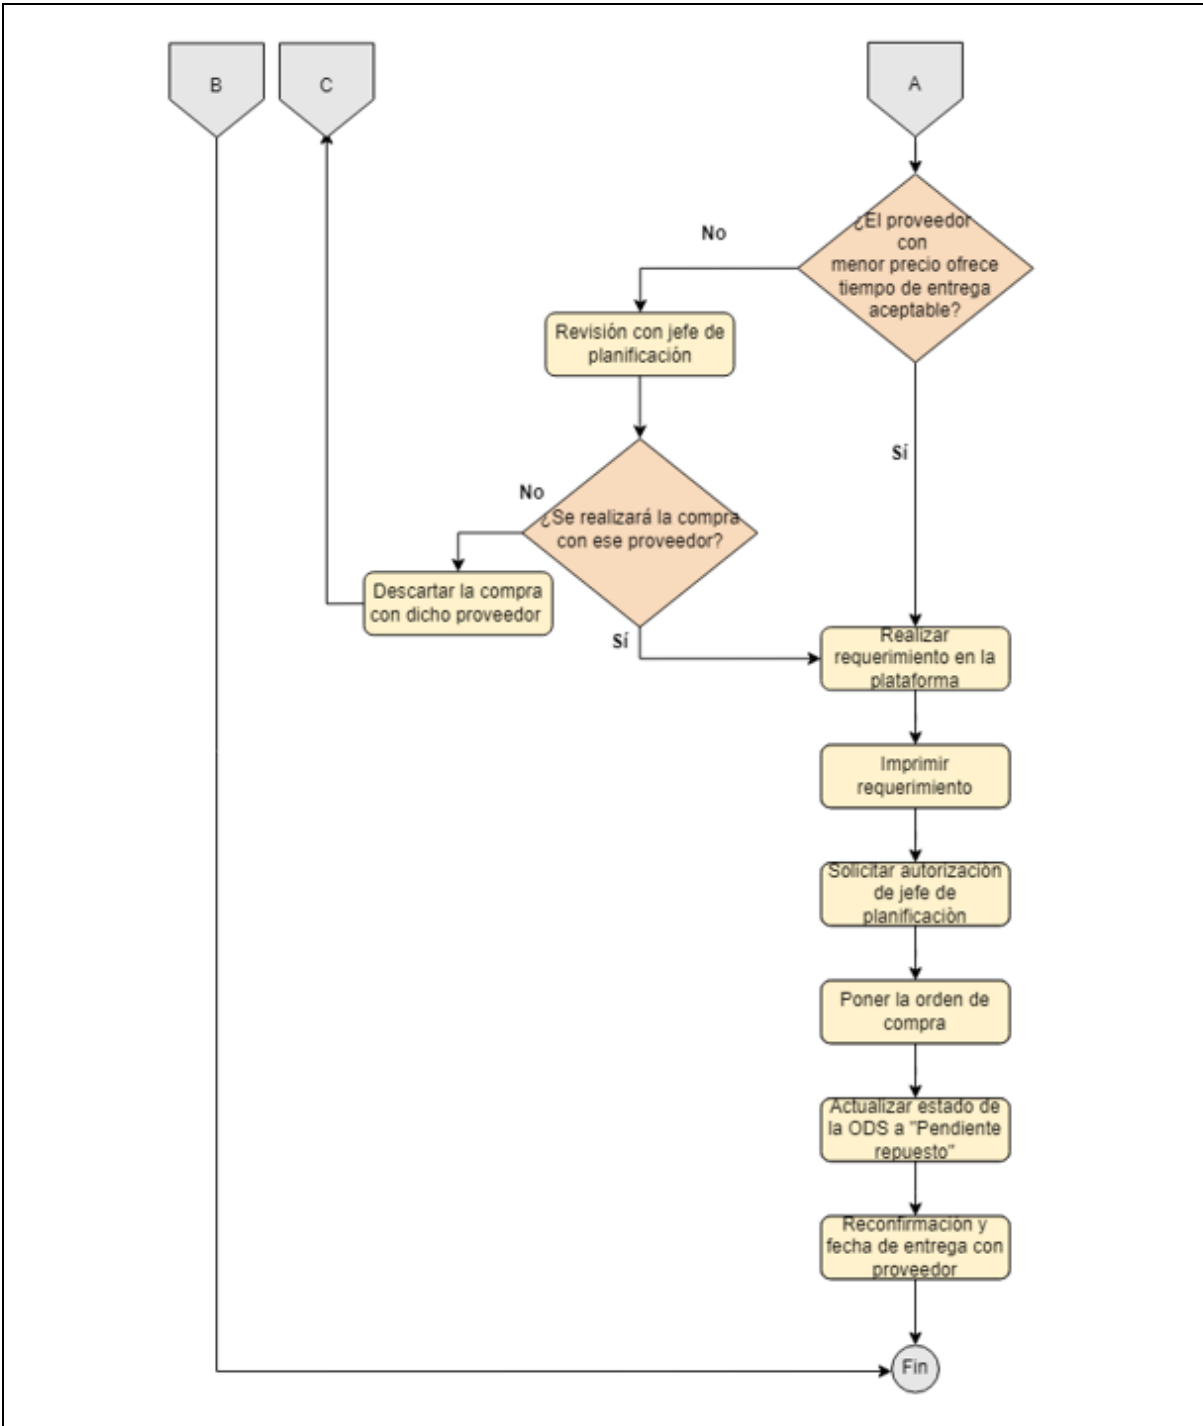 B
C
A
¿El proveedor
con
menor precio ofrece
tiempo de entrega
aceptable?
No
Revisión con jefe de
planificación
Sí
No
¿Se realizará la compra
con ese proveedor?
Descartar la compra
con dicho proveedor
Sí
Realizar
requerimiento en la
plataforma
Imprimir
requerimiento
Solicitar autorización
de jefe de
planificaciòn
Poner la orden de
compra
Actualizar estado de
la ODS a "Pendiente
repuesto"
Reconfirmación y
fecha de entrega con
proveedor
Fin